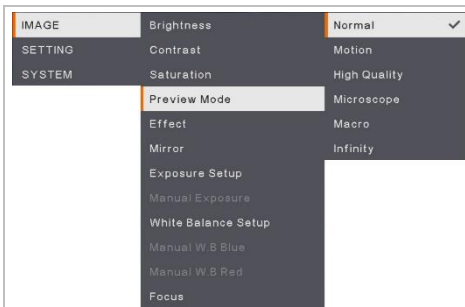 IMAGE
SETTING
SYSTEM
Brightness
Contrast
Saturation
Preview Mode
Effect
Mirror
Exposure Setup
Manual Exposure
White Balance Setup
Manual W.B Blue
Manual W.B Red
Focus
Normal
Motion
High Quality
Microscope
Macro
Infinity